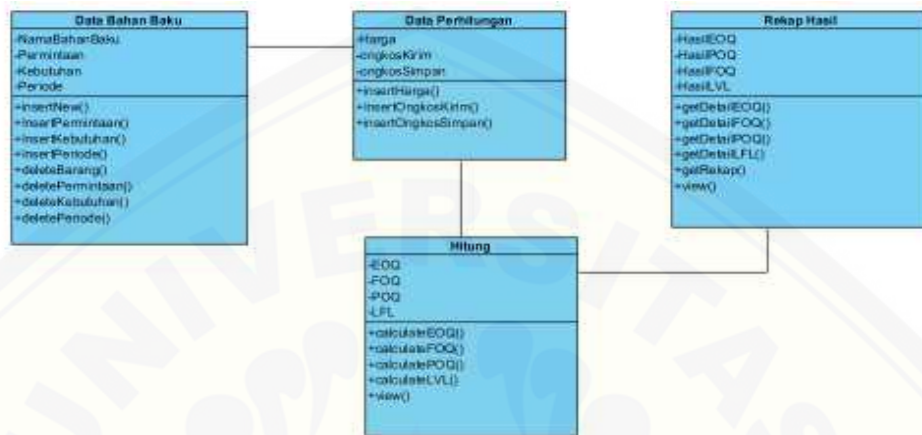 Data Bahan Baku
-NamaBahanBaku
-Permintaan
-Kebutuhan
-Periode
+insertNew()
+insertPermintaan()
+insertKebutuhan()
+insertPeriode()
+deleteBarang()
+deletePermintaan()
+deleteKebutuhan()
+deletePeriode()
Data Perhitungan
-Harga
-ongkosKirim
-ongkosSimpan
+insertHarga()
+insertOngkosKirim()
+insertOngkosSimpan()
Rekap Hasil
-HasilEOQ
-HasilPOQ
-HasilFOQ
-HasilLVL
+getDetailEOQ()
+getDetailFOQ()
+getDetailPOQ()
+getDetailLFL()
+getRekap()
+view()
Hitung
-EOQ
-FOQ
-POQ
-LFL
+calculateEOQ()
+calculateFOQ()
+calculatePOQ()
+calculateLVL()
+view()
UNIVERSITAS